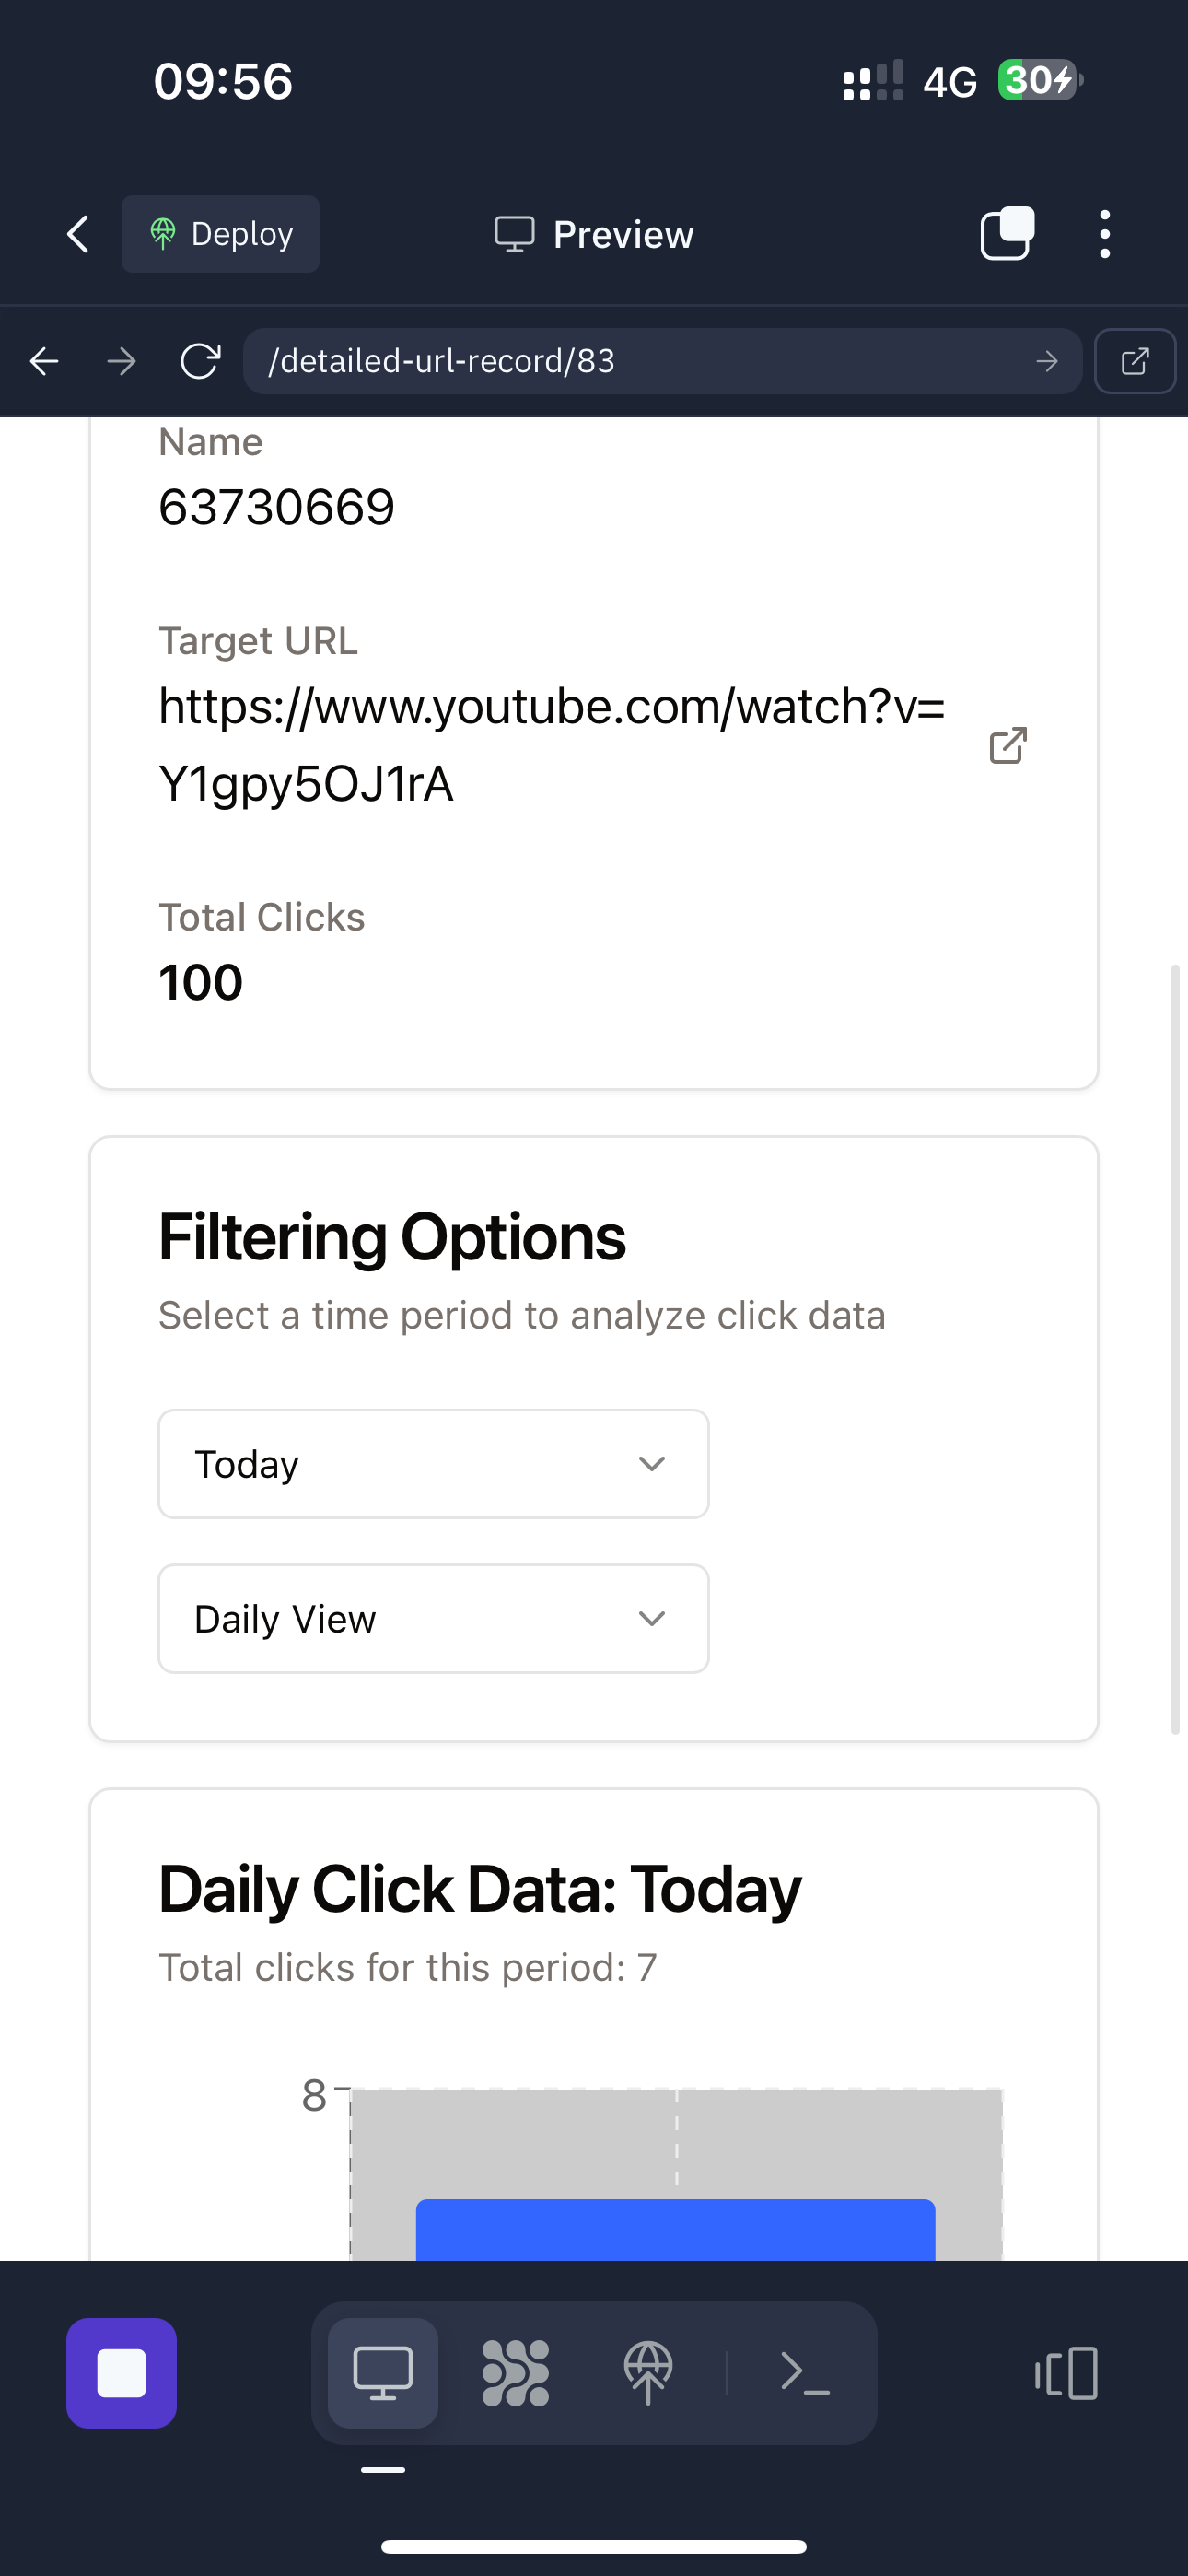 09:56
4G
30
Deploy
Preview
/detailed-url-record/83
Name
63730669
Target URL
https://www.youtube.com/watch?v=
Y1gpy5OJ1rA
Total Clicks
100
Filtering Options
Select a time period to analyze click data
Today
Daily View
Daily Click Data: Today
Total clicks for this period: 7
8